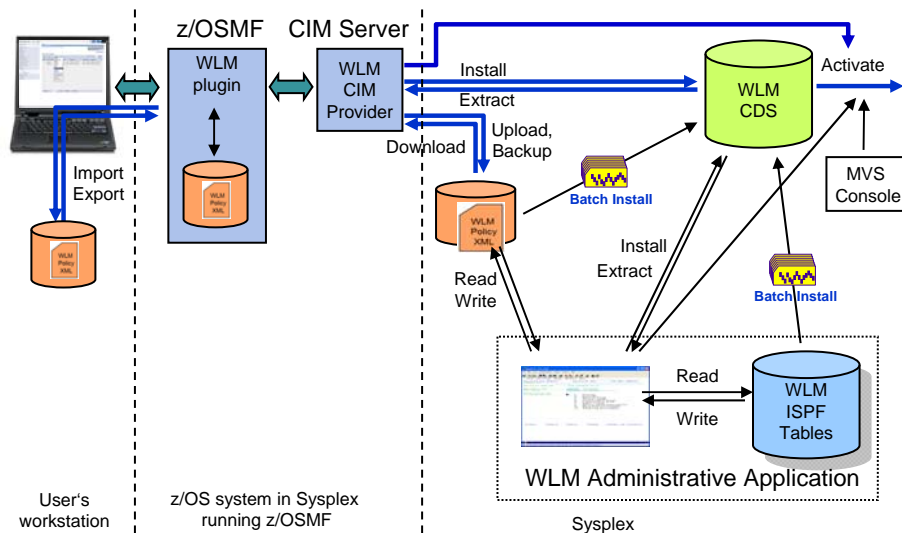 z/OSMF
CIM Server
WLM
plugin
WLM
CIM
Provider
Install
Extract
WLM
CDS
Activate
Import
Export
Download
Upload,
Backup
Batch Install
MVS
Console
WLM
Policy
XML
WLM
Policy
XML
WLM
Policy
XML
Read
Write
Install
Extract
Batch Install
Read
Write
WLM
ISPF
Tables
WLM Administrative Application
User's
workstation
z/OS system in Sysplex
running z/OSMF
Sysplex